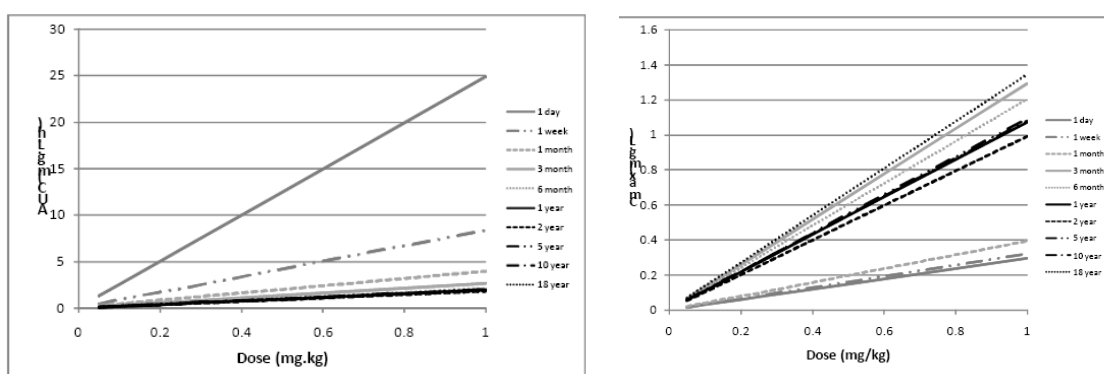 30
25
20
15
10
5
0
AUC (mg L h)
0
0.2
0.4
0.6
0.8
1
Dose (mg.kg)
1 day
1 week
1 month
3 month
6 month
1 year
2 year
5 year
10 year
18 year
1.6
1.4
1.2
1
0.8
0.6
0.4
0.2
0
Cmax (mg L)
0
0.2
0.4
0.6
0.8
1
Dose (mg/kg)
1 day
1 week
1 month
3 month
6 month
1 year
2 year
5 year
10 year
18 year